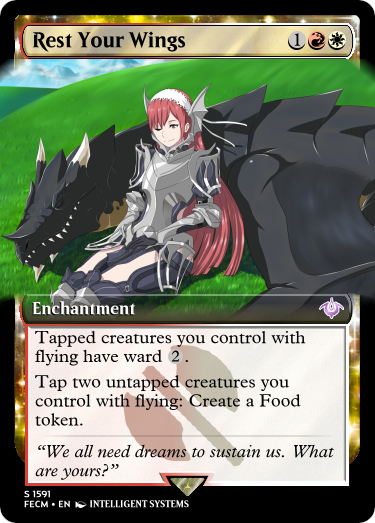 Rest Your Wings 1
Enchantment
Tapped creatures you control with
flying have ward 2 .
Tap two untapped creatures you
control with flying: Create a Food
token.
“We all need dreams to sustain us. What
are yours?”
S 1591
FECM • EN INTELLIGENT SYSTEMS